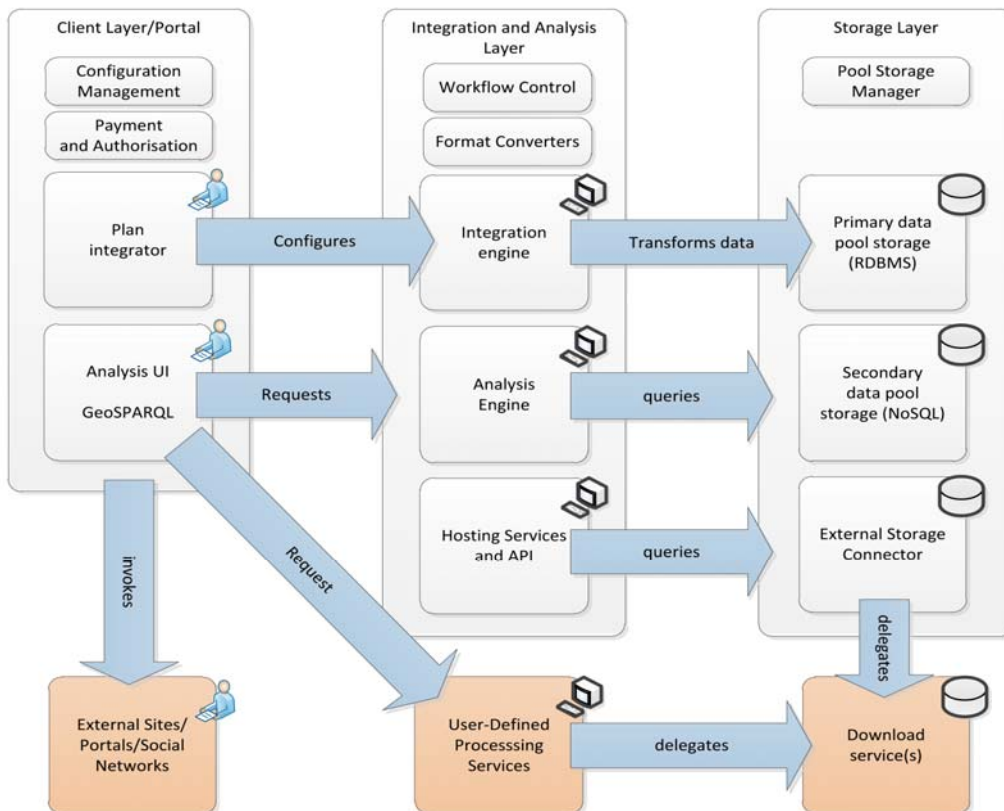 Client Layer/Portal
Configuration
Management
Payment
and Authorisation
Plan
integrator
Analysis UI
GeoSPARQL
Integration and Analysis
Layer
Workflow Control
Format Converters
Integration
engine
Analysis
Engine
Hosting Services
and API
Storage Layer
Pool Storage
Manager
Primary data
pool storage
(RDBMS)
Secondary
data pool
storage (NoSQL)
External Storage
Connector
Configures
Transforms data
Requests
queries
queries
invokes
Request
delegates
External Sites/
Portals/Social
Networks
User-Defined
Processsing
Services
delegates
Download
service(s)